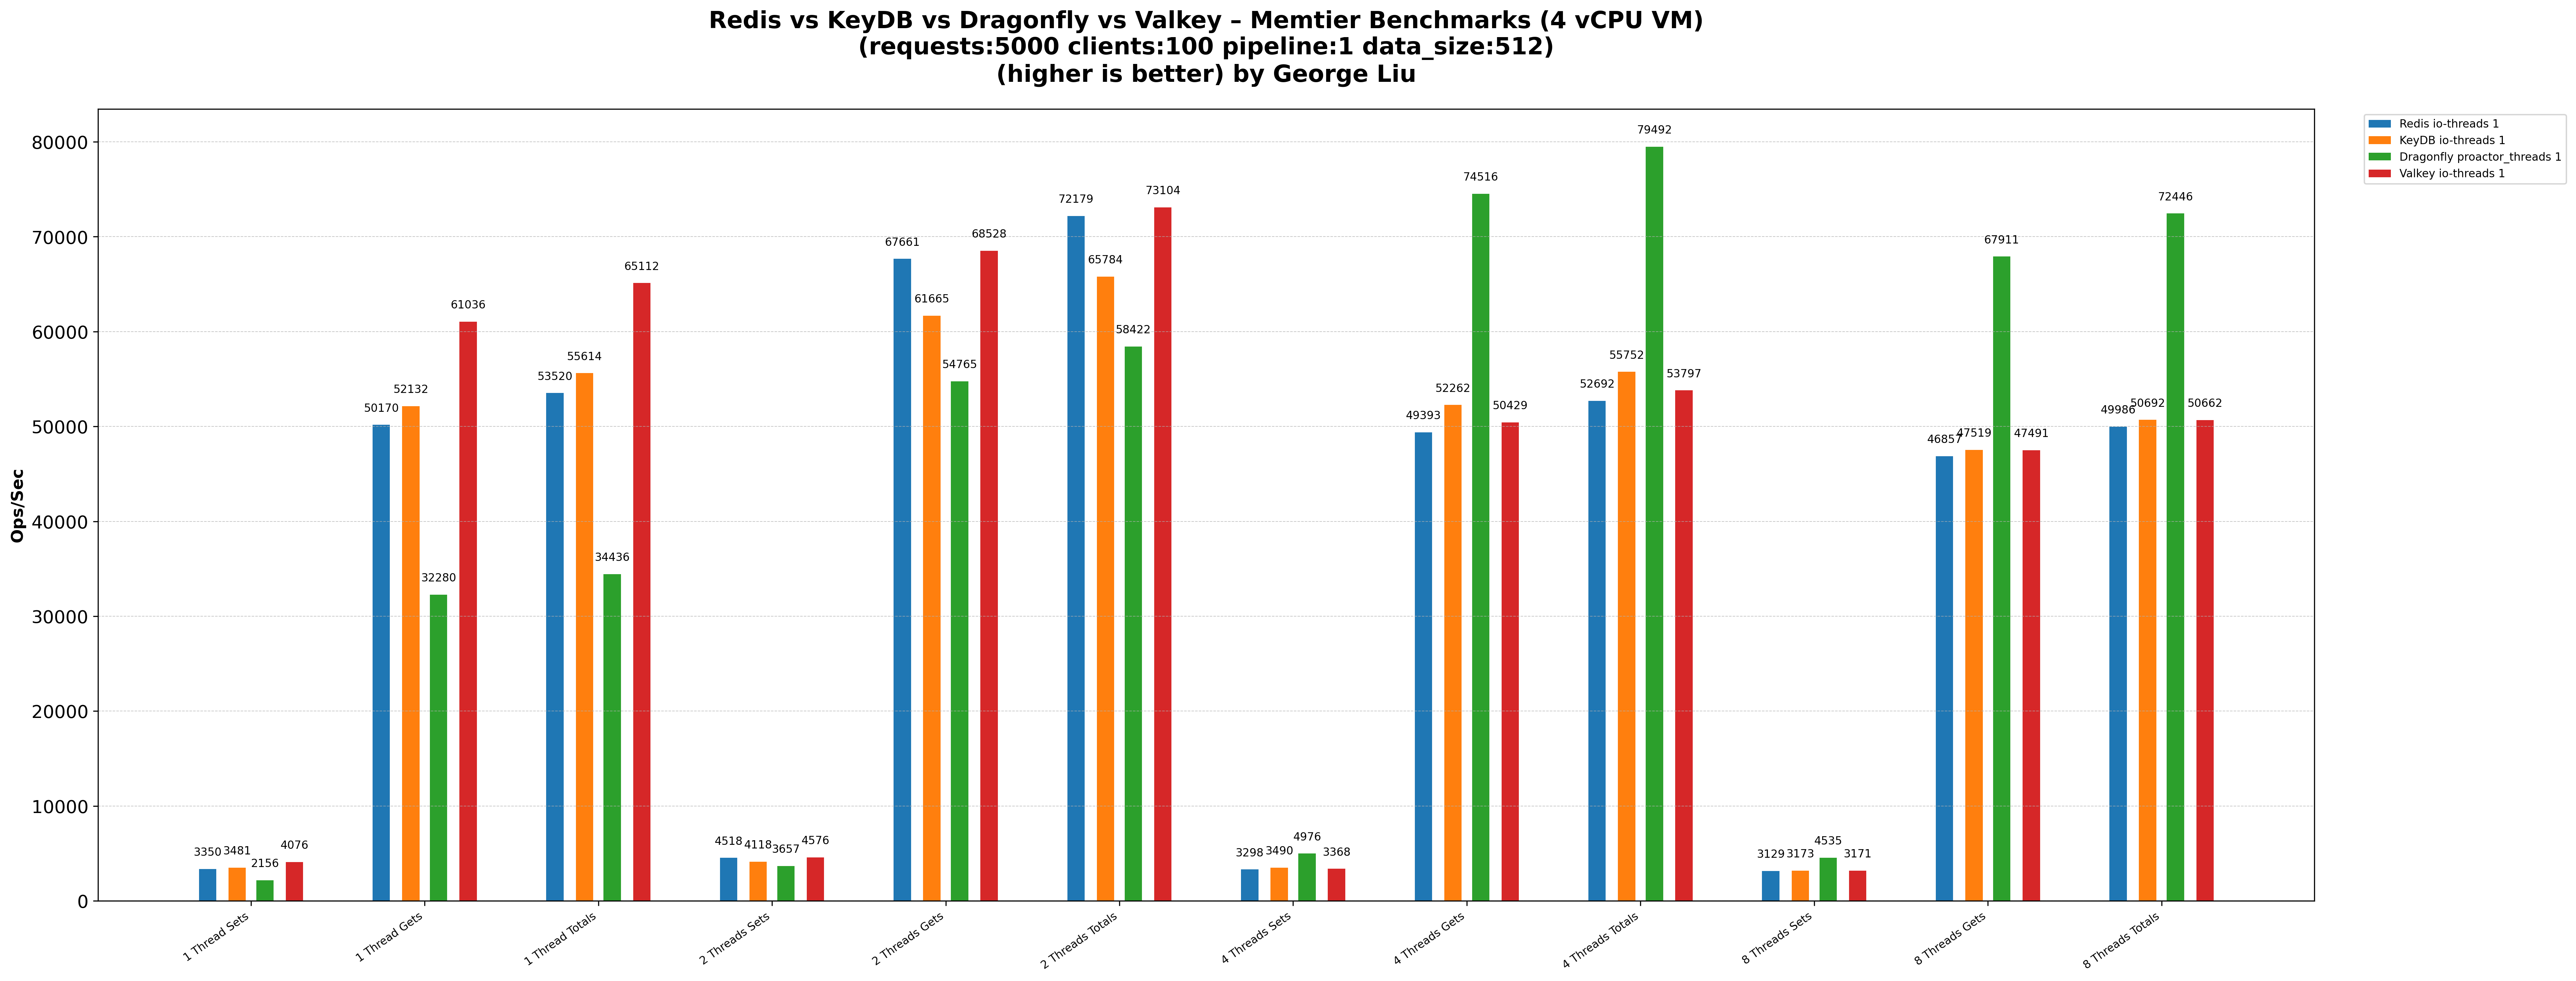 Redis vs KeyDB vs Dragonfly vs Valkey – Memtier Benchmarks (4 vCPU VM)
(requests:5000 clients:100 pipeline:1 data_size:512)
(higher is better) by George Liu
Redis io-threads 1
KeyDB io-threads 1
Dragonfly proactor_threads 1
Valkey io-threads 1
Ops/Sec
80000
70000
60000
50000
40000
30000
20000
10000
0
3350 3481 2156 4076
50170 52132 32280 61036
53520 55614 34436 65112
4518 4118 3657 4576
67661 61665 54765 68528
72179 65784 58422 73104
3298 3490 4976 3368
49393 52262 74516 50429
52692 55752 79492 53797
3129 3173 4535 3171
46857 47519 67911 47491
49986 50692 72446 50662
1 Thread Sets
1 Thread Gets
1 Thread Totals
2 Threads Sets
2 Threads Gets
2 Threads Totals
4 Threads Sets
4 Threads Gets
4 Threads Totals
8 Threads Sets
8 Threads Gets
8 Threads Totals